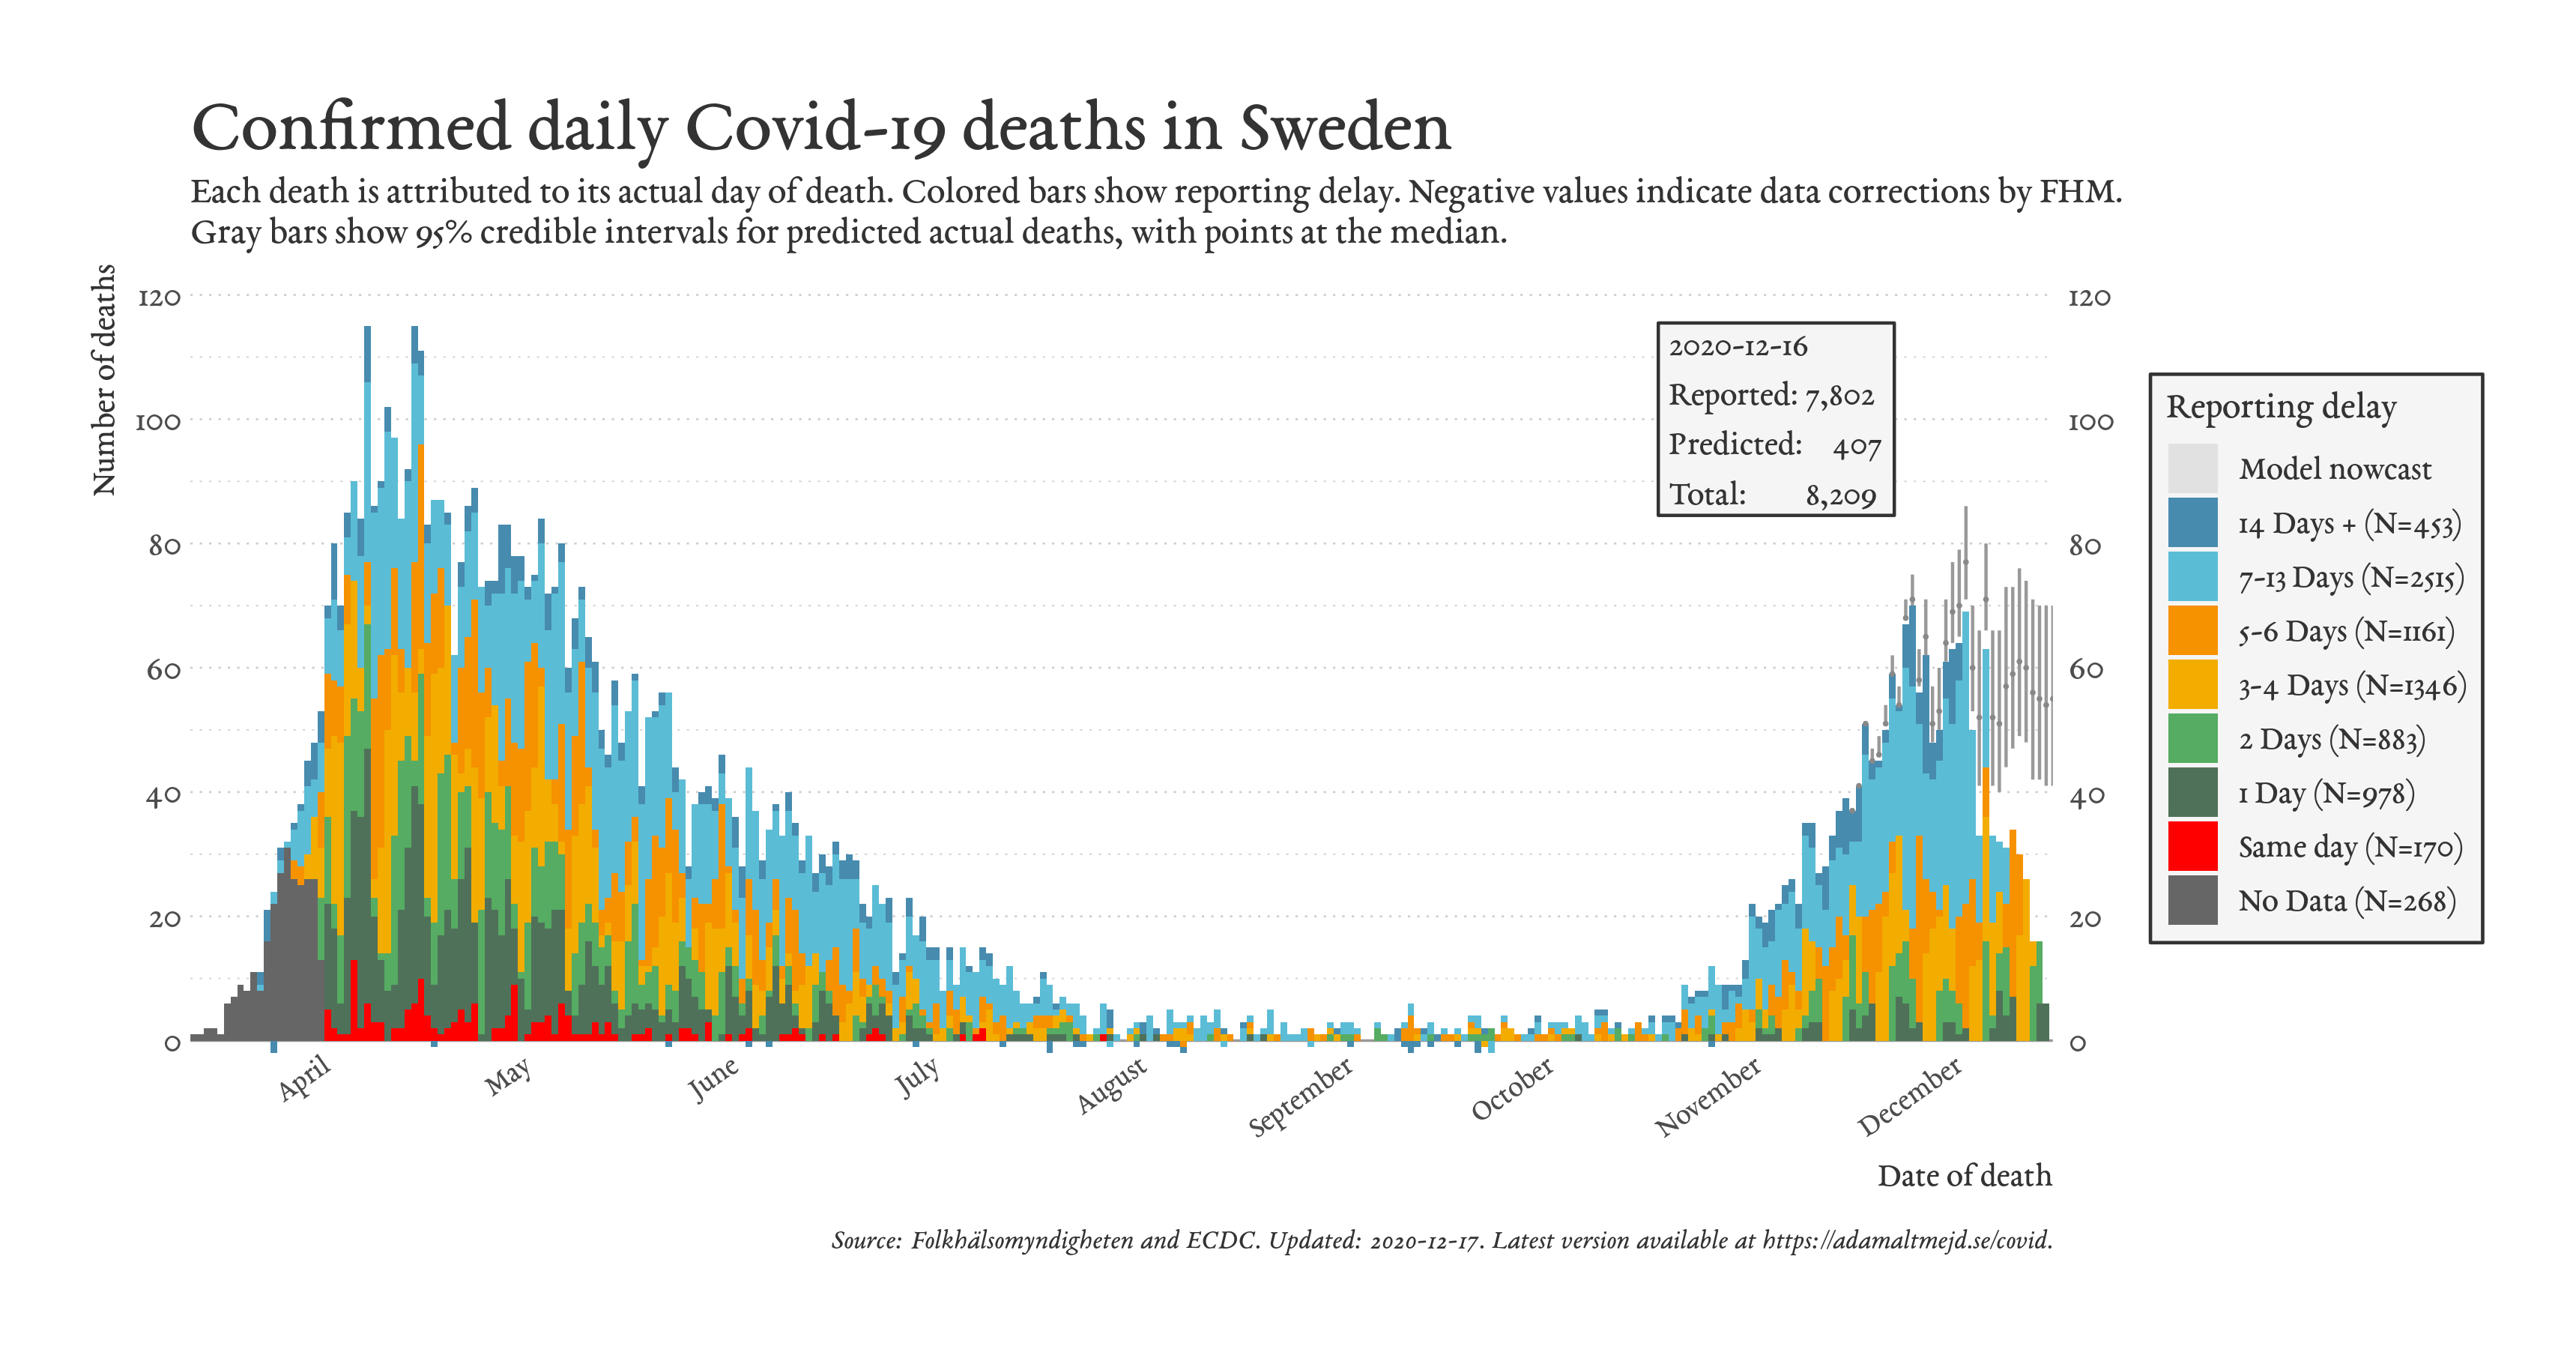 Confirmed daily Covid-19 deaths in Sweden
Each death is attributed to its actual day of death. Colored bars show reporting delay. Negative values indicate data corrections by FHM.
Gray bars show 95% credible intervals for predicted actual deaths, with points at the median.
Number of deaths
120
100
80
60
40
20
0
120
100
80
60
40
20
0
2020-12-16
Reported: 7,802
Predicted: 407
Total: 8,209
Reporting delay
Model nowcast
14 Days + (N=453)
7-13 Days (N=2515)
5-6 Days (N=1161)
3-4 Days (N=1346)
2 Days (N=883)
1 Day (N=978)
Same day (N=170)
No Data (N=268)
April
May
June
July
August
September
October
November
December
Date of death
Source: Folkhälsomyndigheten and ECDC. Updated: 2020-12-17. Latest version available at https://adamaltmejd.se/covid.